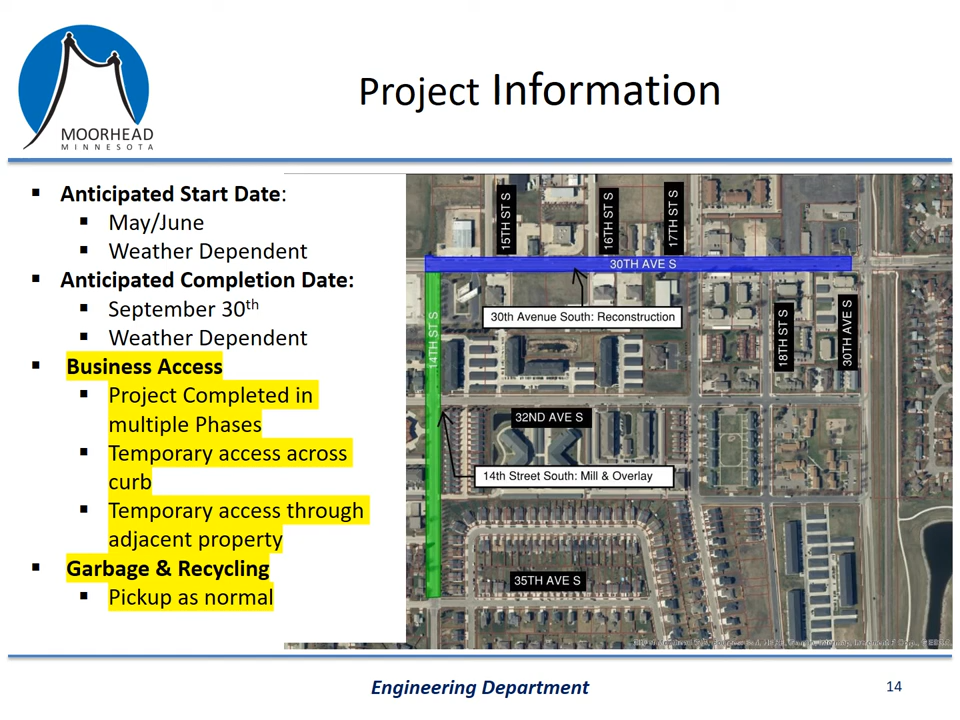 MOORHEAD
MINNESOTA
Project Information
▪ Anticipated Start Date:
▪ May/June
▪ Weather Dependent
▪ Anticipated Completion Date:
▪ September 30th
▪ Weather Dependent
▪ Business Access
▪ Project Completed in
multiple Phases
▪ Temporary access across
curb
▪ Temporary access through
adjacent property
▪ Garbage & Recycling
▪ Pickup as normal
15TH ST S
16TH ST S
17TH ST S
30TH AVE S
30th Avenue South: Reconstruction
14TH ST S
18TH ST S
30TH AVE S
32ND AVE S
14th Street South: Mill & Overlay
35TH AVE S
Engineering Department
14